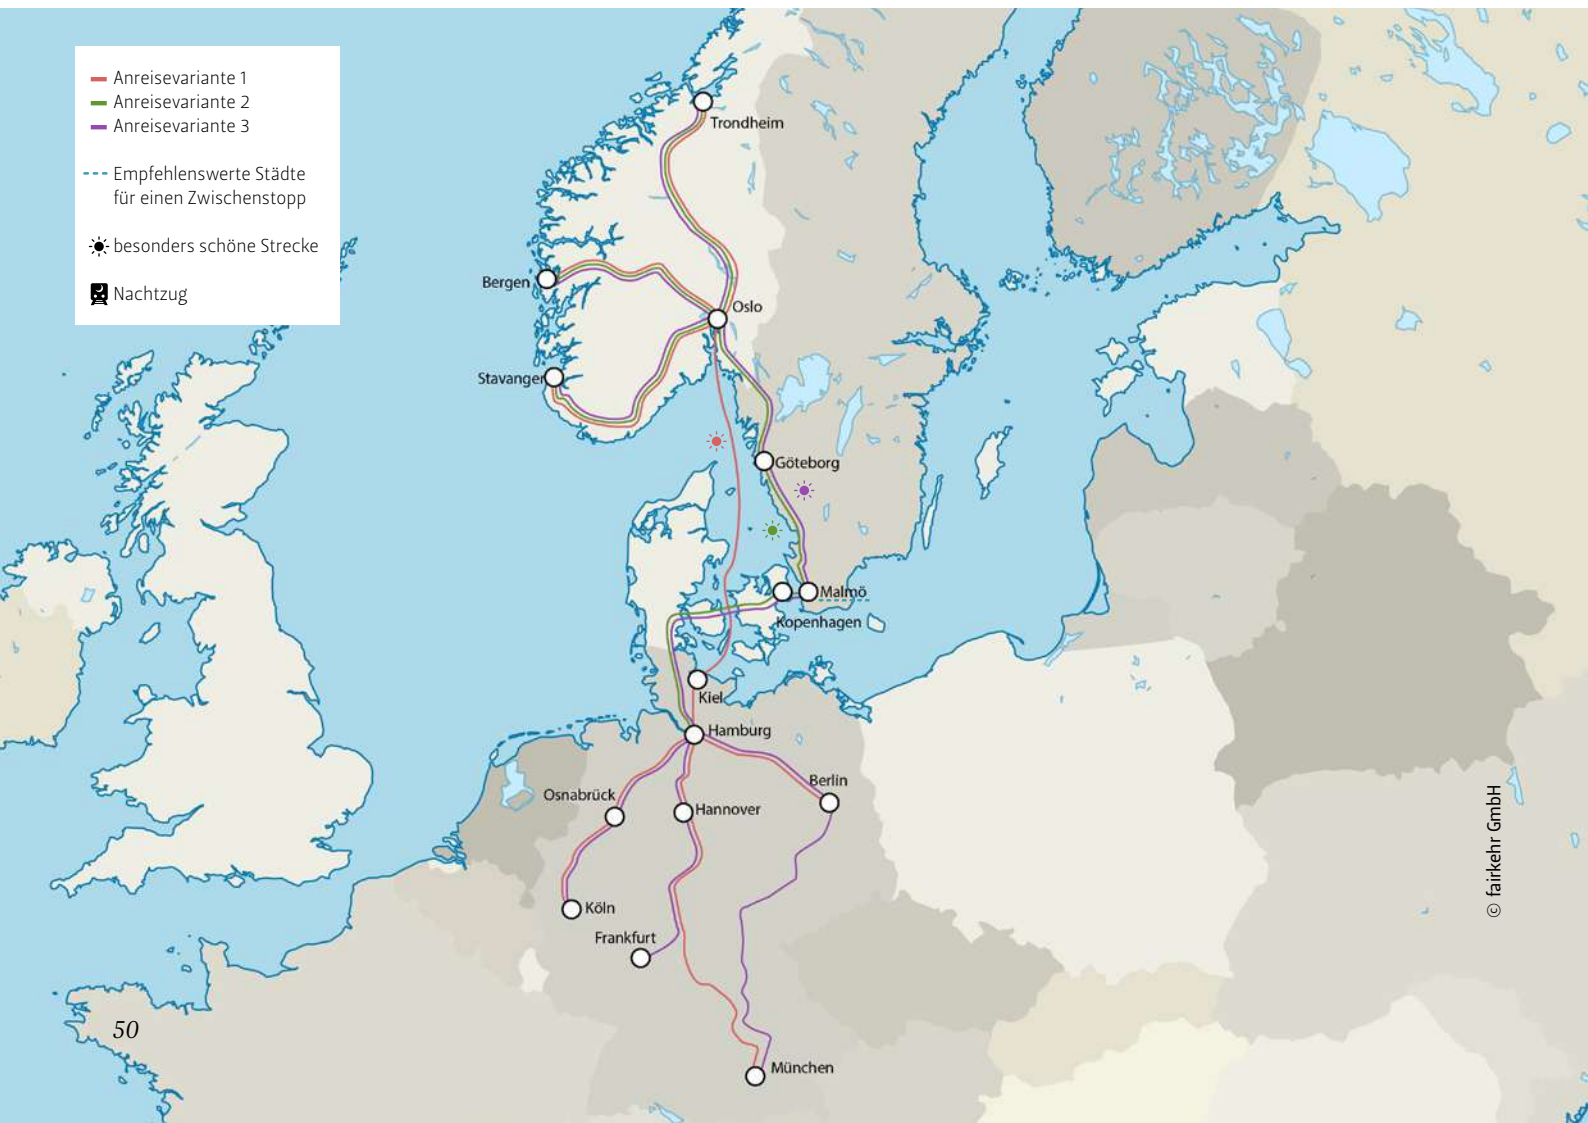 Anreisevariante 1
Anreisevariante 2
Anreisevariante 3
Empfehlenswerte Städte
für einen Zwischenstopp
besonders schöne Strecke
Nachtzug
Trondheim
Bergen
Oslo
Stavanger
Göteborg
Malmö
Kopenhagen
Kiel
Hamburg
Berlin
Osnabrück
Hannover
Köln
Frankfurt
München
© fairkehr GmbH
50